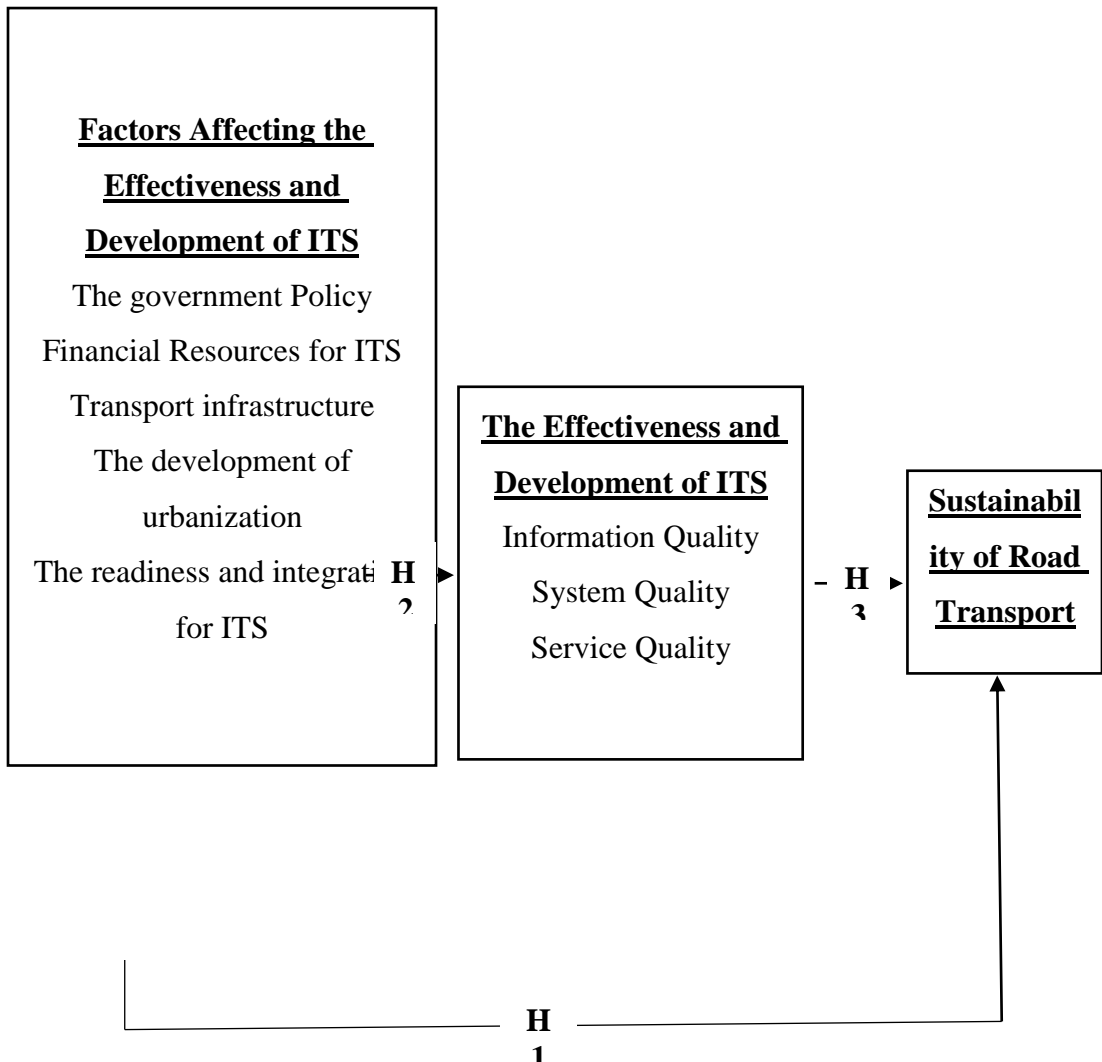 Factors Affecting the
Effectiveness and
Development of ITS
The government Policy
Financial Resources for ITS
Transport infrastructure
The development of
urbanization
The readiness and integrati
for ITS
H
2
The Effectiveness and
Development of ITS
Information Quality
System Quality
Service Quality
H
3
Sustainabil
ity of Road
Transport
H
1